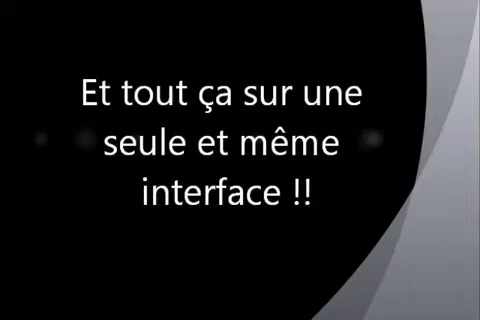 Et tout ça sur une
seule et même
interface !!